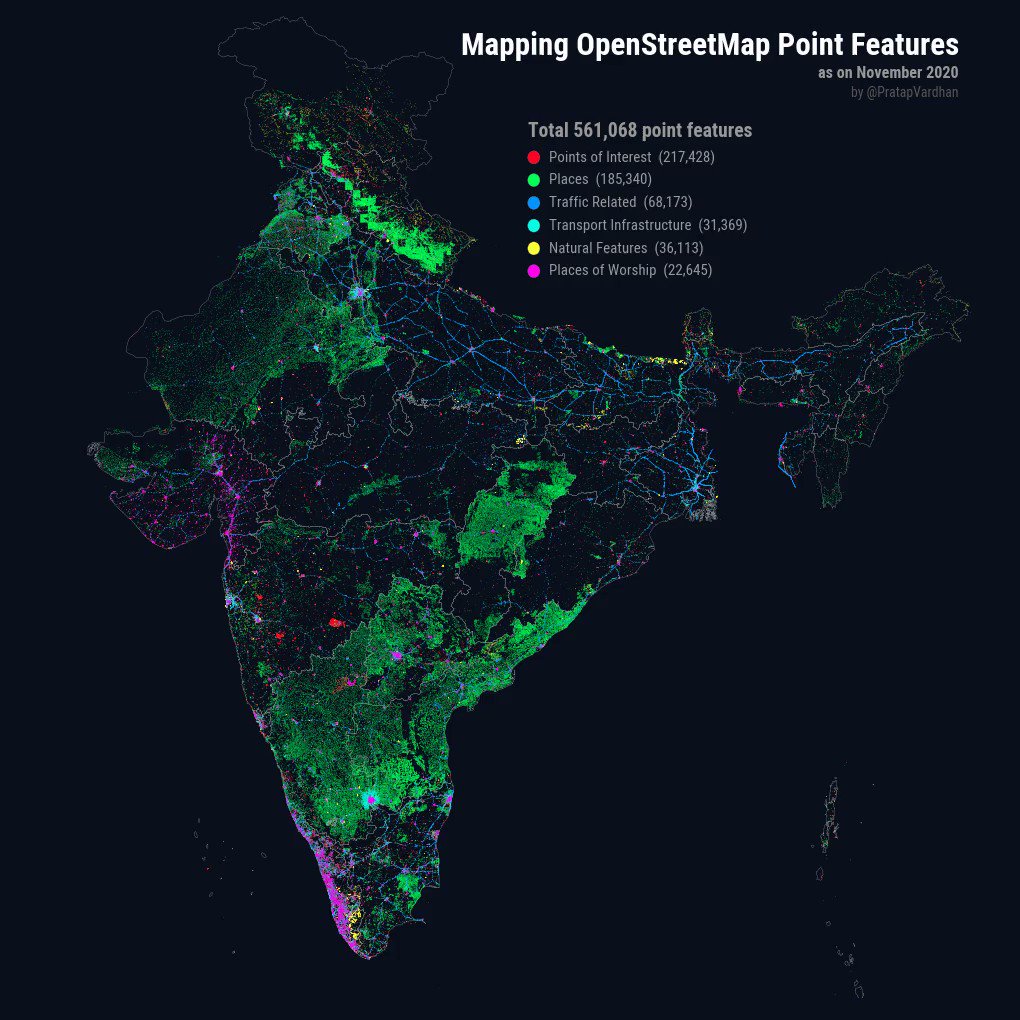 Mapping OpenStreetMap Point Features
as on November 2020
by @PratapVardhan
Total 561,068 point features
Points of Interest (217,428)
Places (185,340)
Traffic Related (68,173)
Transport Infrastructure (31,369)
Natural Features (36,113)
Places of Worship (22,645)